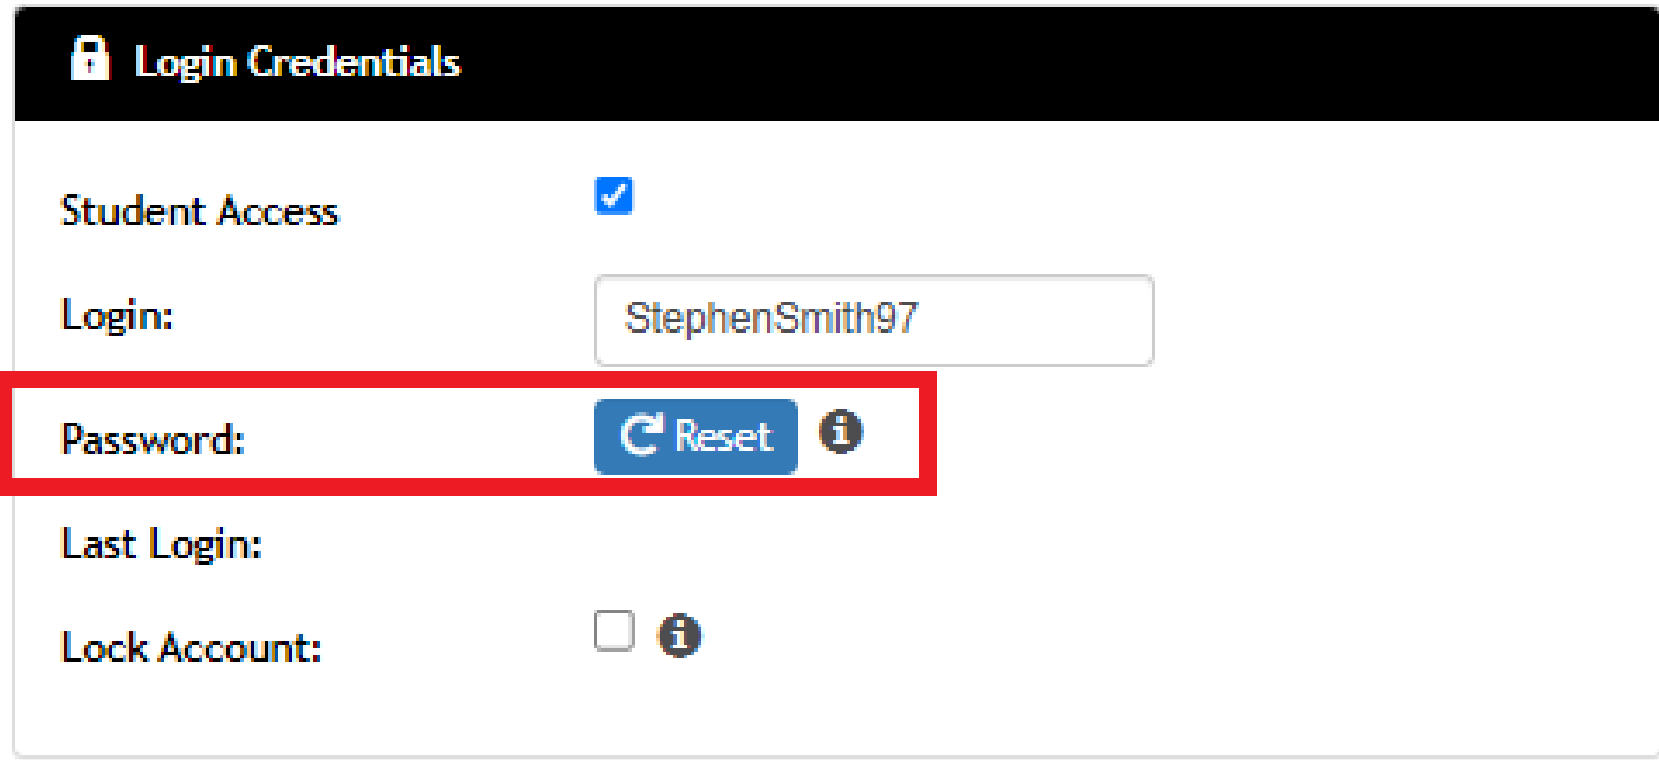 Login Credentials
Student Access
Login: StephenSmith97
Password: Reset
Last Login:
Lock Account: